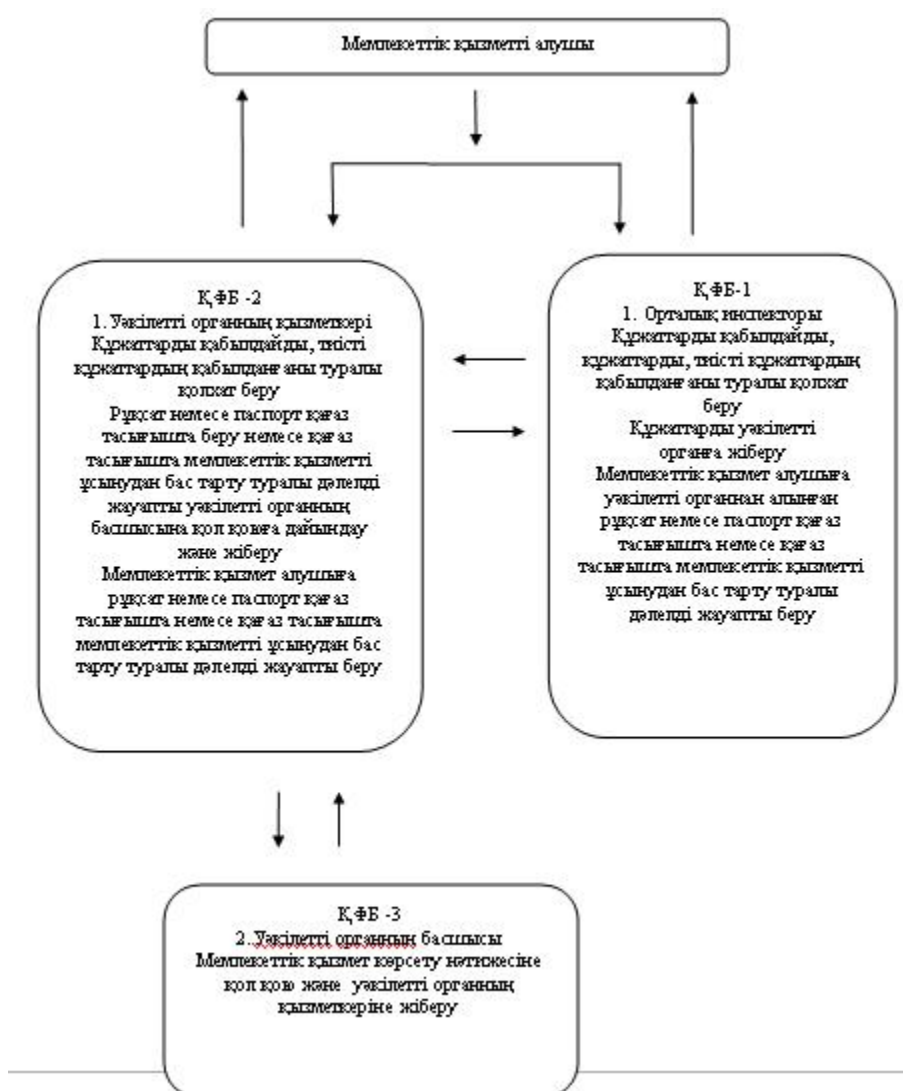 Мемлекеттік қызметті алушы
ҚФБ -2
1. Уәкілетті органның қызметкері
Құжаттарды қабылдайды, тиісті
құжаттардың қабылданғаны туралы
қолхат беру
Рұқсат немесе паспорт қағаз
тасығышта беру немесе қағаз
тасығышта мемлекеттік қызметті
ұсынудан бас тарту туралы дәлелді
жауапты уәкілетті органның
басшысына қол қоюға дайындау
және жіберу
Мемлекеттік қызмет алушыға
рұқсат немесе паспорт қағаз
тасығышта немесе қағаз тасығышта
мемлекеттік қызметті ұсынудан бас
тарту туралы дәлелді жауапты беру
ҚФБ-1
1. Орталық инспекторы
Құжаттарды қабылдайды,
құжаттарды, тиісті құжаттардың
қабылданғаны туралы қолхат
беру
Құжаттарды уәкілетті
органға жіберу
Мемлекеттік қызмет алушыға
уәкілетті органнан алынған
рұқсат немесе паспорт қағаз
тасығышта немесе қағаз
тасығышта мемлекеттік қызметті
ұсынудан бас тарту туралы
дәлелді жауапты беру
ҚФБ -3
2. Уәкілетті органның басшысы
Мемлекеттік қызмет көрсету нәтижесіне
қол қою және уәкілетті органның
қызметкеріне жіберу